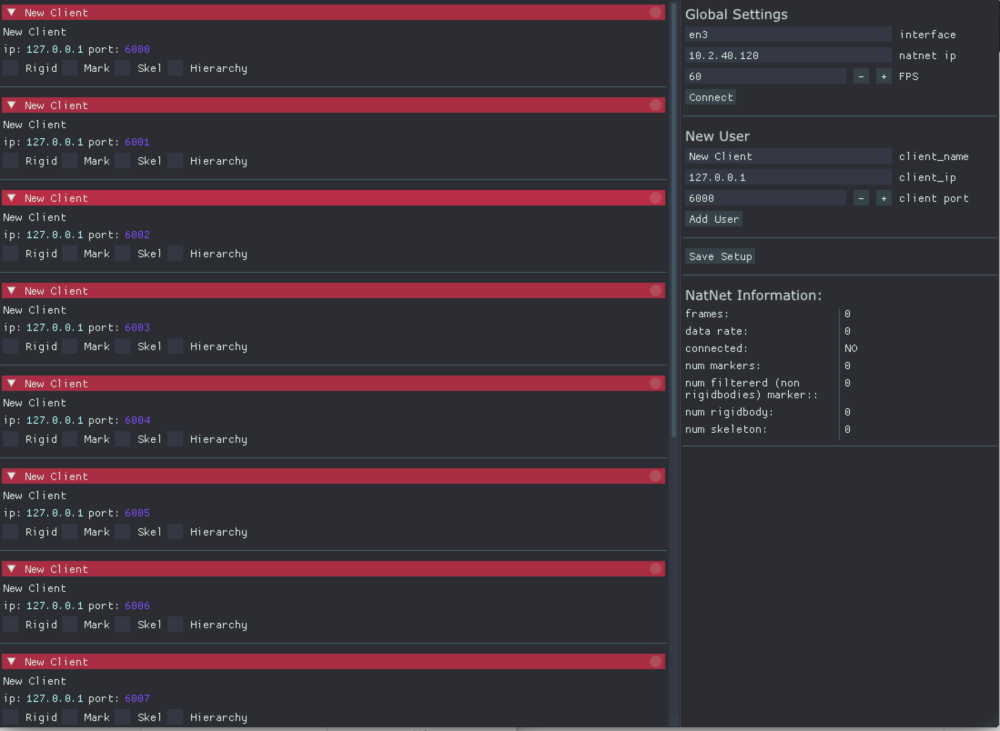 New Client
New Client
ip: 127.0.0.1 port: 6000
Rigid Mark Skel Hierarchy
New Client
New Client
ip: 127.0.0.1 port: 6001
Rigid Mark Skel Hierarchy
New Client
New Client
ip: 127.0.0.1 port: 6002
Rigid Mark Skel Hierarchy
New Client
New Client
ip: 127.0.0.1 port: 6003
Rigid Mark Skel Hierarchy
New Client
New Client
ip: 127.0.0.1 port: 6004
Rigid Mark Skel Hierarchy
New Client
New Client
ip: 127.0.0.1 port: 6005
Rigid Mark Skel Hierarchy
New Client
New Client
ip: 127.0.0.1 port: 6006
Rigid Mark Skel Hierarchy
New Client
New Client
ip: 127.0.0.1 port: 6007
Rigid Mark Skel Hierarchy
Global Settings
en3 interface
10.2.40.120 natnet ip
60 - + FPS
Connect
New User
New Client client_name
127.0.0.1 client_ip
6000 - + client port
Add User
Save Setup
NatNet Information:
frames: 0
data rate: 0
connected: NO
num markers: 0
num filtererd (non 0
rigidbodies) marker::
num rigidbody: 0
num skeleton: 0